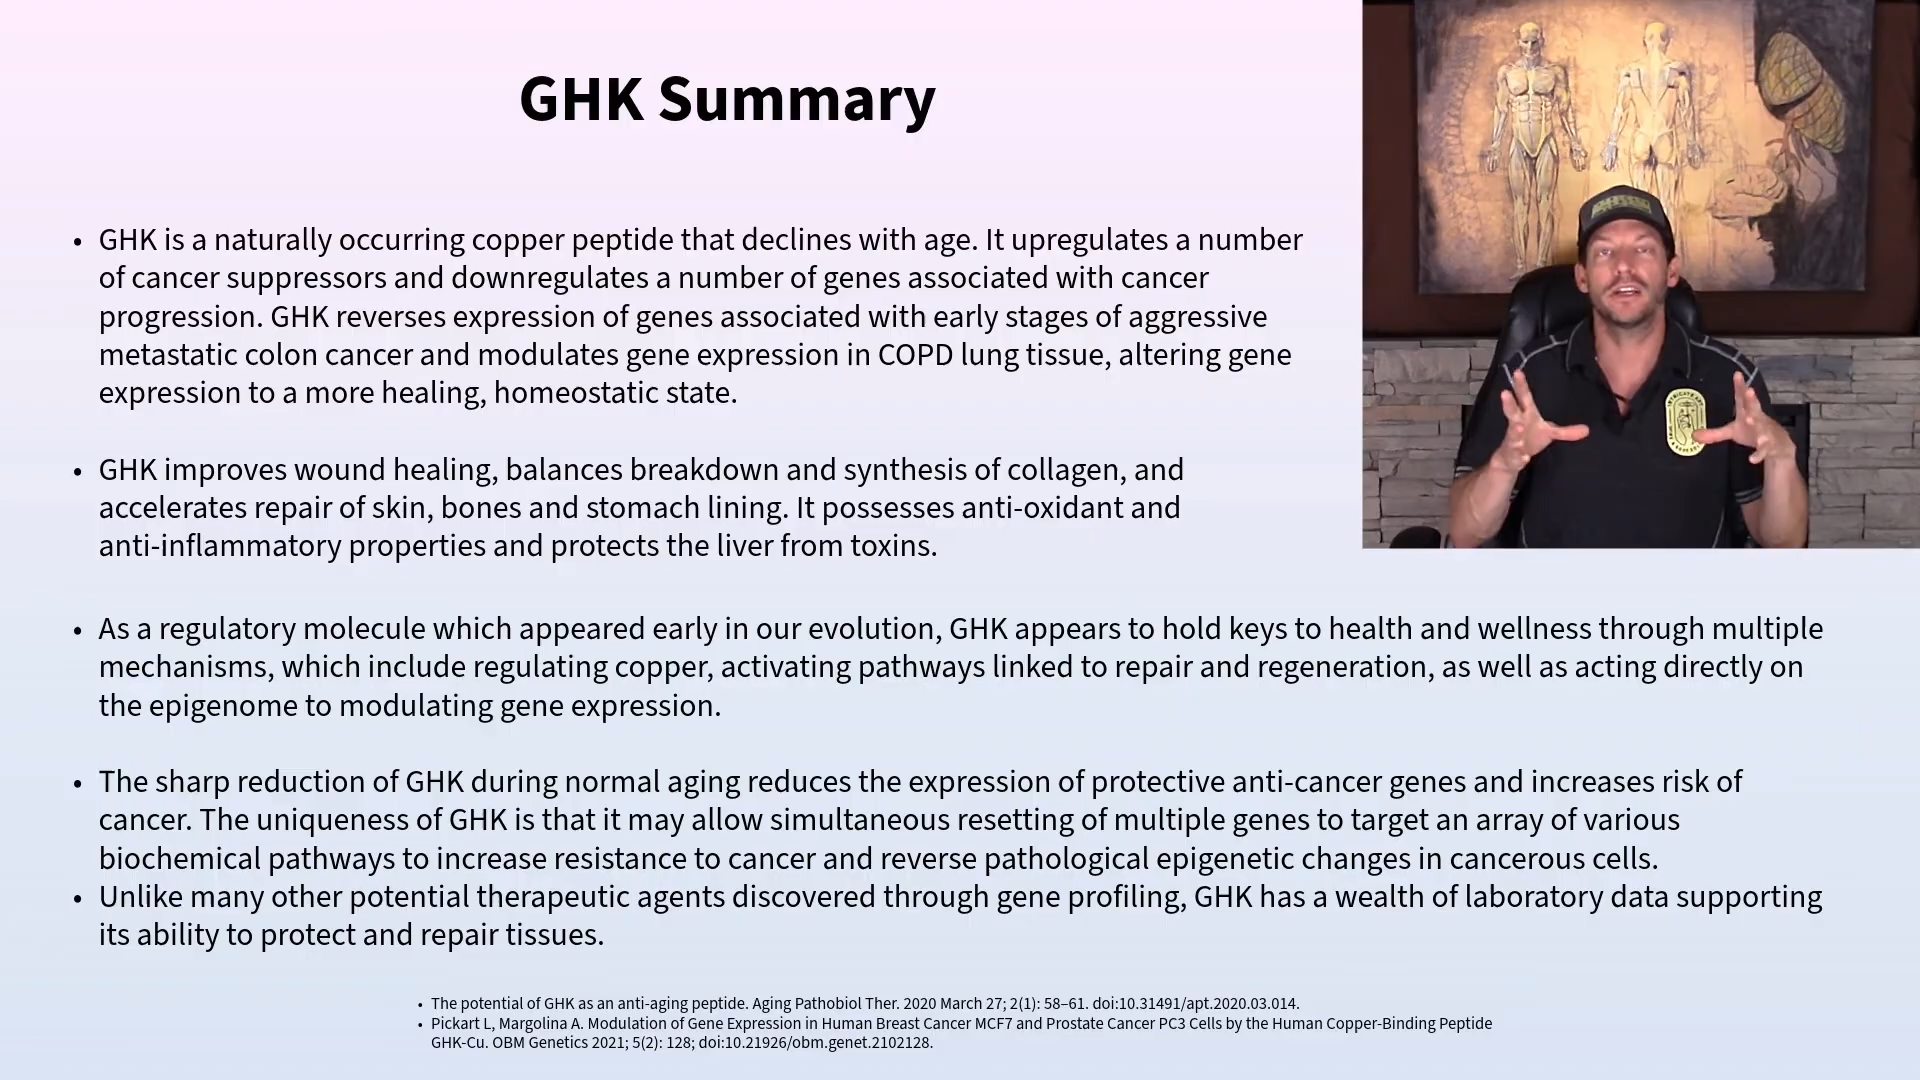 GHK Summary
• GHK is a naturally occurring copper peptide that declines with age. It upregulates a number
of cancer suppressors and downregulates a number of genes associated with cancer
progression. GHK reverses expression of genes associated with early stages of aggressive
metastatic colon cancer and modulates gene expression in COPD lung tissue, altering gene
expression to a more healing, homeostatic state.
• GHK improves wound healing, balances breakdown and synthesis of collagen, and
accelerates repair of skin, bones and stomach lining. It possesses anti-oxidant and
anti-inflammatory properties and protects the liver from toxins.
• As a regulatory molecule which appeared early in our evolution, GHK appears to hold keys to health and wellness through multiple
mechanisms, which include regulating copper, activating pathways linked to repair and regeneration, as well as acting directly on
the epigenome to modulating gene expression.
• The sharp reduction of GHK during normal aging reduces the expression of protective anti-cancer genes and increases risk of
cancer. The uniqueness of GHK is that it may allow simultaneous resetting of multiple genes to target an array of various
biochemical pathways to increase resistance to cancer and reverse pathological epigenetic changes in cancerous cells.
• Unlike many other potential therapeutic agents discovered through gene profiling, GHK has a wealth of laboratory data supporting
its ability to protect and repair tissues.
• The potential of GHK as an anti-aging peptide. Aging Pathobiol Ther. 2020 March 27; 2(1): 58–61. doi:10.31491/apt.2020.03.014.
• Pickart L, Margolina A. Modulation of Gene Expression in Human Breast Cancer MCF7 and Prostate Cancer PC3 Cells by the Human Copper-Binding Peptide
GHK-Cu. OBM Genetics 2021; 5(2): 128; doi:10.21926/obm.genet.2102128.